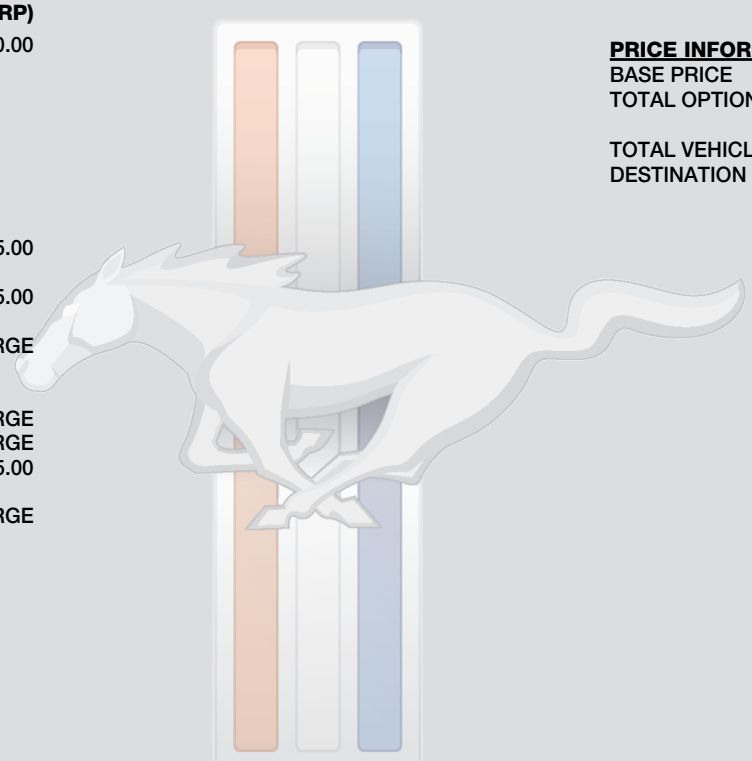 RP)
0.00
5.00
5.00
RGE
RGE
RGE
5.00
RGE
PRICE INFOR
BASE PRICE
TOTAL OPTION
TOTAL VEHICL
DESTINATION